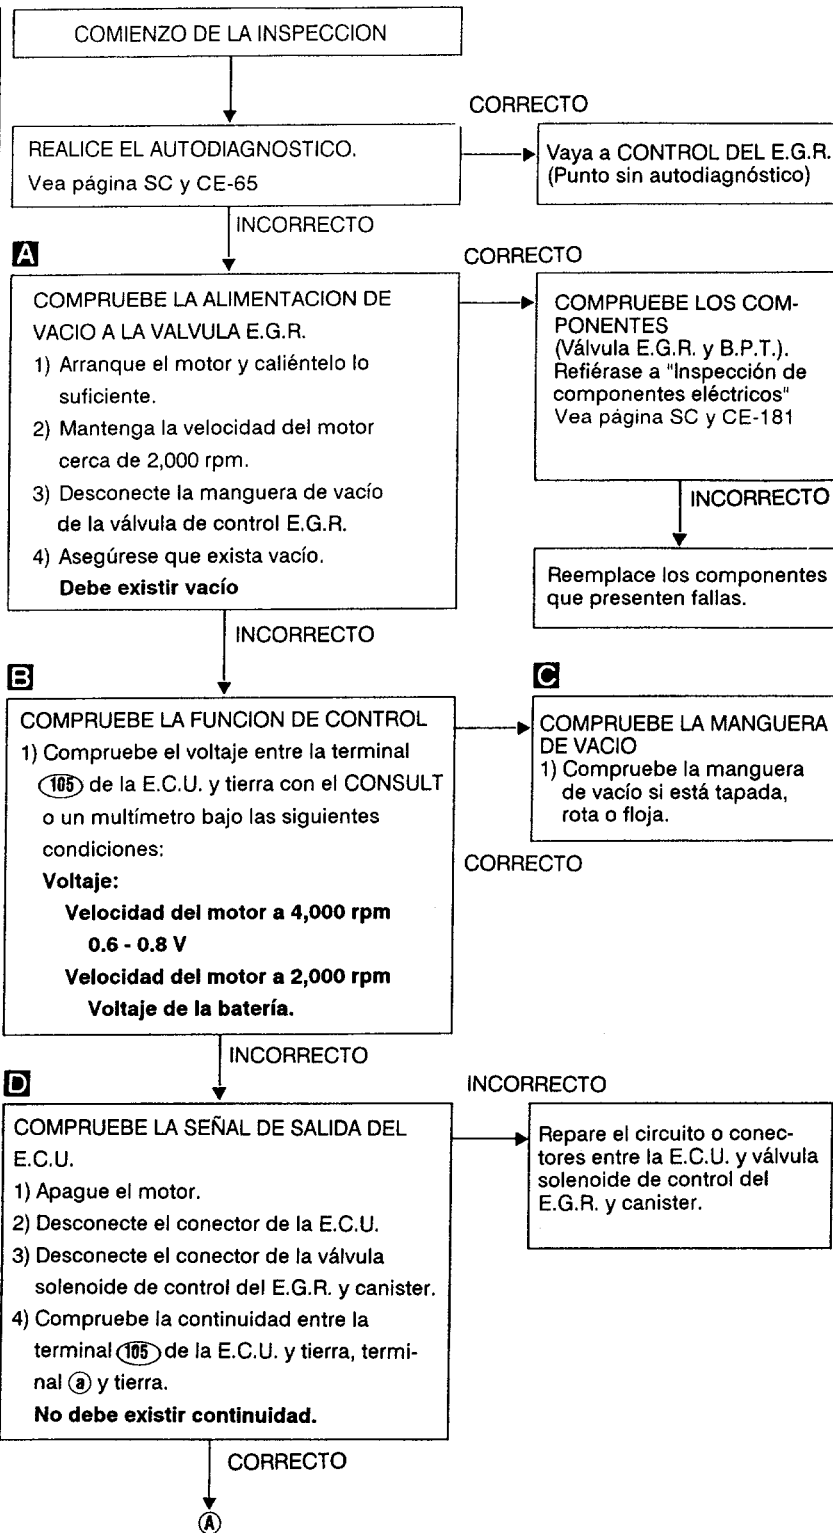 COMIENZO DE LA INSPECCION
CORRECTO
REALICE EL AUTODIAGNOSTICO.
Vea página SC y CE-65
Vaya a CONTROL DEL E.G.R.
(Punto sin autodiagnóstico)
INCORRECTO
A
CORRECTO
COMPRUEBE LA ALIMENTACION DE
VACIO A LA VALVULA E.G.R.
1) Arranque el motor y caliéntelo lo
suficiente.
2) Mantenga la velocidad del motor
cerca de 2,000 rpm.
3) Desconecte la manguera de vacío
de la válvula de control E.G.R.
4) Asegúrese que exista vacío.
Debe existir vacío
COMPRUEBE LOS COM-
PONENTES
(Válvula E.G.R. y B.P.T.).
Refiérase a "Inspección de
componentes eléctricos"
Vea página SC y CE-181
INCORRECTO
Reemplace los componentes
que presenten fallas.
INCORRECTO
B
COMPRUEBE LA FUNCION DE CONTROL
1) Compruebe el voltaje entre la terminal
105 de la E.C.U. y tierra con el CONSULT
o un multímetro bajo las siguientes
condiciones:
Voltaje:
Velocidad del motor a 4,000 rpm
0.6 - 0.8 V
Velocidad del motor a 2,000 rpm
Voltaje de la batería.
C
COMPRUEBE LA MANGUERA
DE VACIO
1) Compruebe la manguera
de vacío si está tapada,
rota o floja.
CORRECTO
INCORRECTO
D
INCORRECTO
COMPRUEBE LA SEÑAL DE SALIDA DEL
E.C.U.
1) Apague el motor.
2) Desconecte el conector de la E.C.U.
3) Desconecte el conector de la válvula
solenoide de control del E.G.R. y canister.
4) Compruebe la continuidad entre la
terminal 105 de la E.C.U. y tierra, termi-
nal a y tierra.
No debe existir continuidad.
Repare el circuito o conec-
tores entre la E.C.U. y válvula
solenoide de control del
E.G.R. y canister.
CORRECTO
A